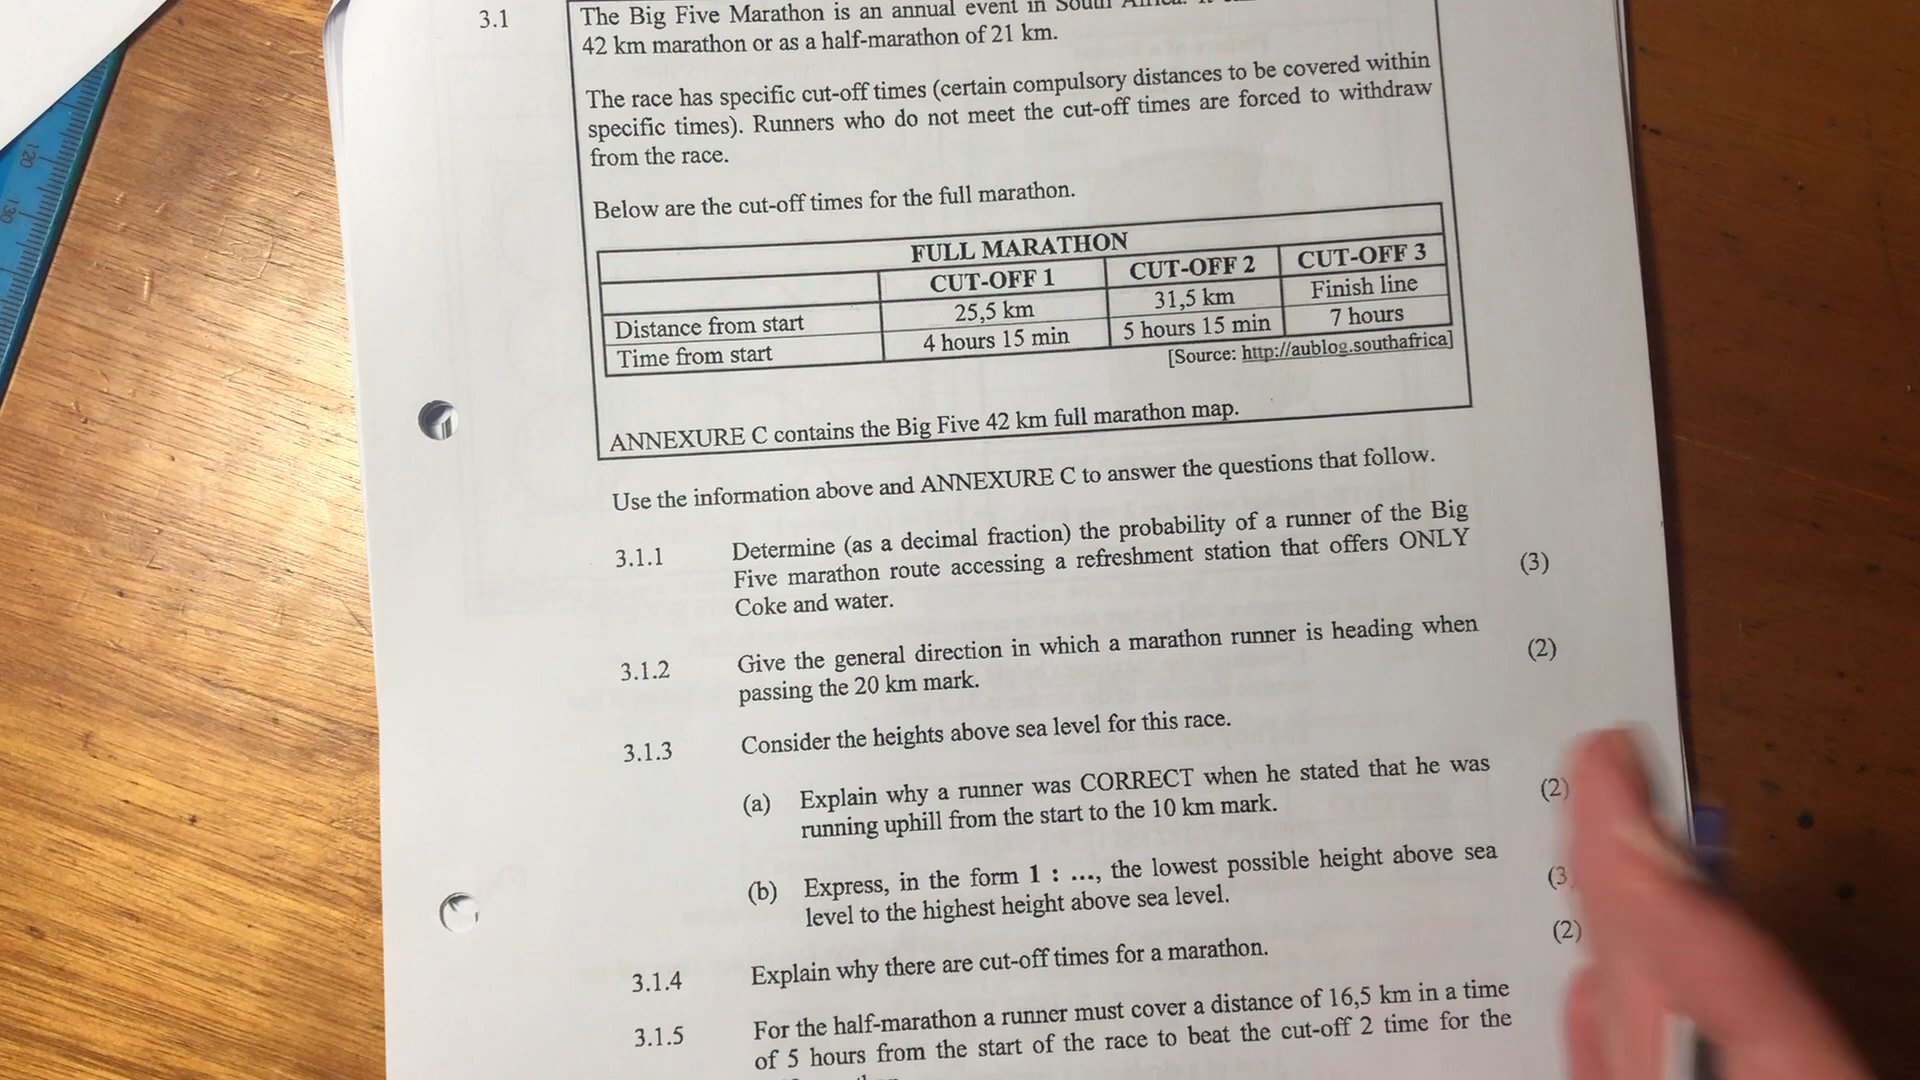 3.1 The Big Five Marathon is an annual event in South
42 km marathon or as a half-marathon of 21 km.
The race has specific cut-off times (certain compulsory distances to be covered within
specific times). Runners who do not meet the cut-off times are forced to withdraw
from the race.
Below are the cut-off times for the full marathon.
FULL MARATHON
CUT-OFF 1 CUT-OFF 2 CUT-OFF 3
Distance from start 25,5 km 31,5 km Finish line
Time from start 4 hours 15 min 5 hours 15 min 7 hours
[Source: http://aublog.southafrica]
ANNEXURE C contains the Big Five 42 km full marathon map.
Use the information above and ANNEXURE C to answer the questions that follow.
3.1.1 Determine (as a decimal fraction) the probability of a runner of the Big
Five marathon route accessing a refreshment station that offers ONLY
Coke and water. (3)
3.1.2 Give the general direction in which a marathon runner is heading when
passing the 20 km mark. (2)
3.1.3 Consider the heights above sea level for this race.
(a) Explain why a runner was CORRECT when he stated that he was
running uphill from the start to the 10 km mark. (2)
(b) Express, in the form 1 : ..., the lowest possible height above sea
level to the highest height above sea level. (3
3.1.4 Explain why there are cut-off times for a marathon. (2)
3.1.5 For the half-marathon a runner must cover a distance of 16,5 km in a time
of 5 hours from the start of the race to beat the cut-off 2 time for the
120
130